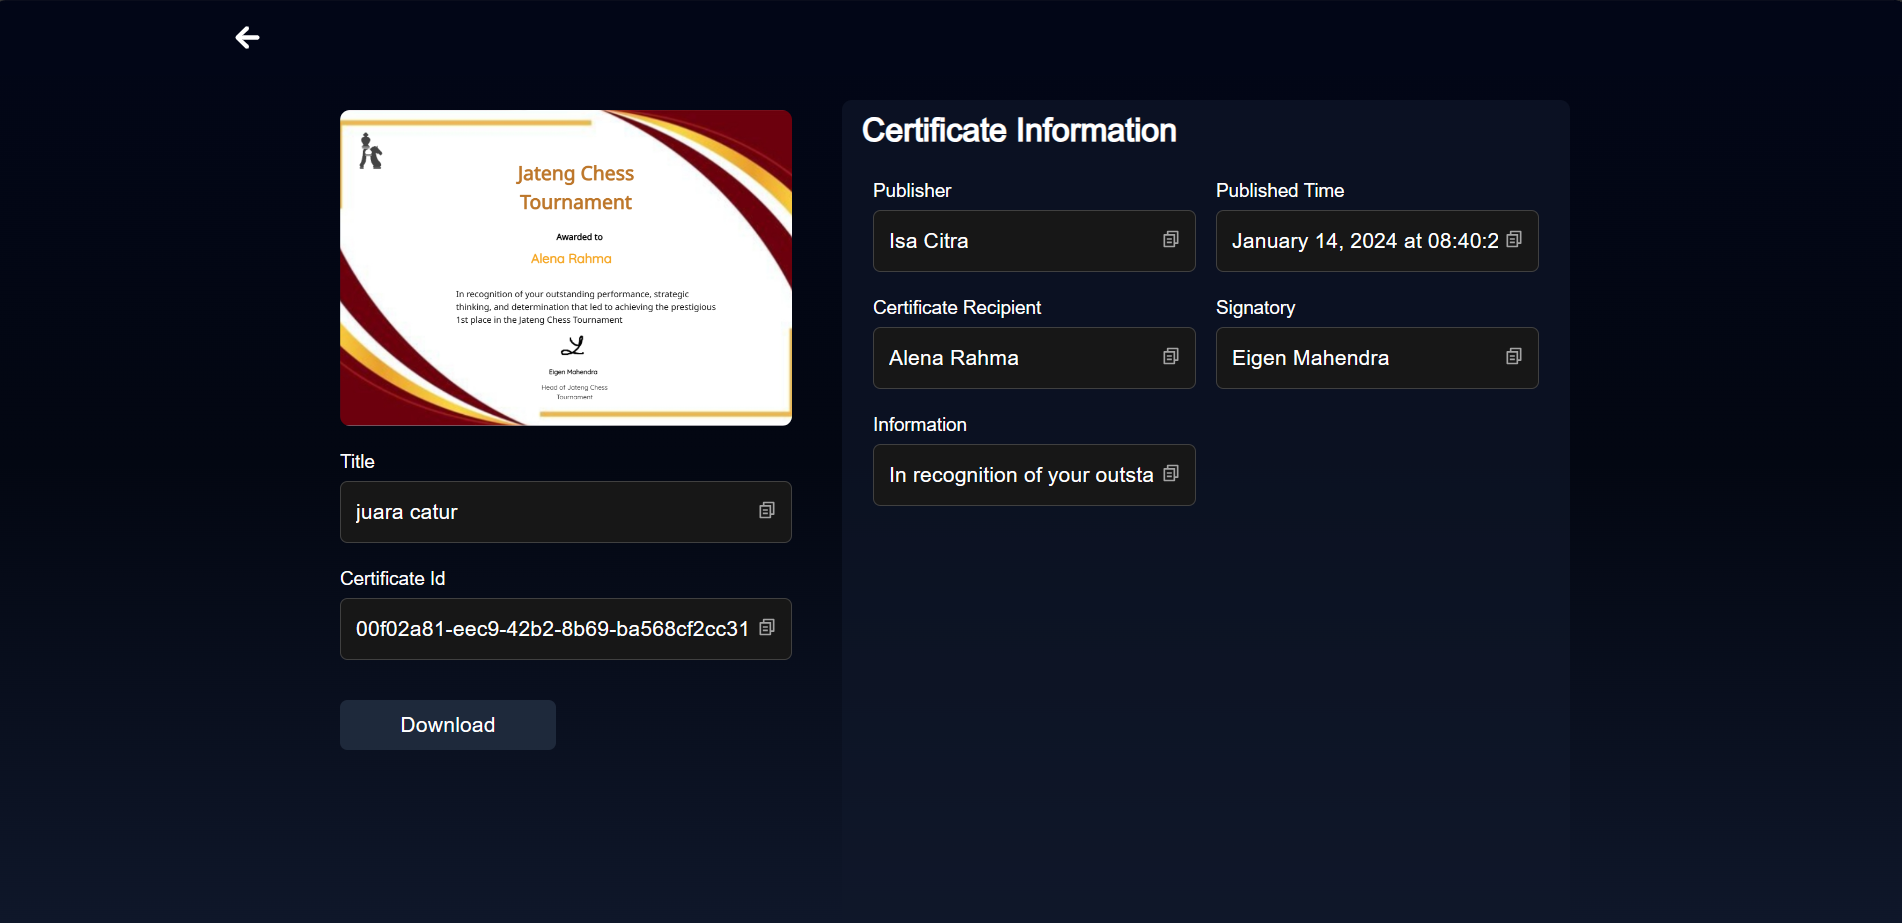 Jateng Chess
Tournament
Awarded to
Alena Rahma
In recognition of your outstanding performance, strategic
thinking, and determination that led to achieving the prestigious
1st place in the Jateng Chess Tournament
Eigen Mahendra
Head of Jateng Chess
Tournament
Title
juara catur
Certificate Id
00f02a81-eec9-42b2-8b69-ba568cf2cc31
Download
Certificate Information
Publisher
Isa Citra
Published Time
January 14, 2024 at 08:40:2
Certificate Recipient
Alena Rahma
Signatory
Eigen Mahendra
Information
In recognition of your outsta